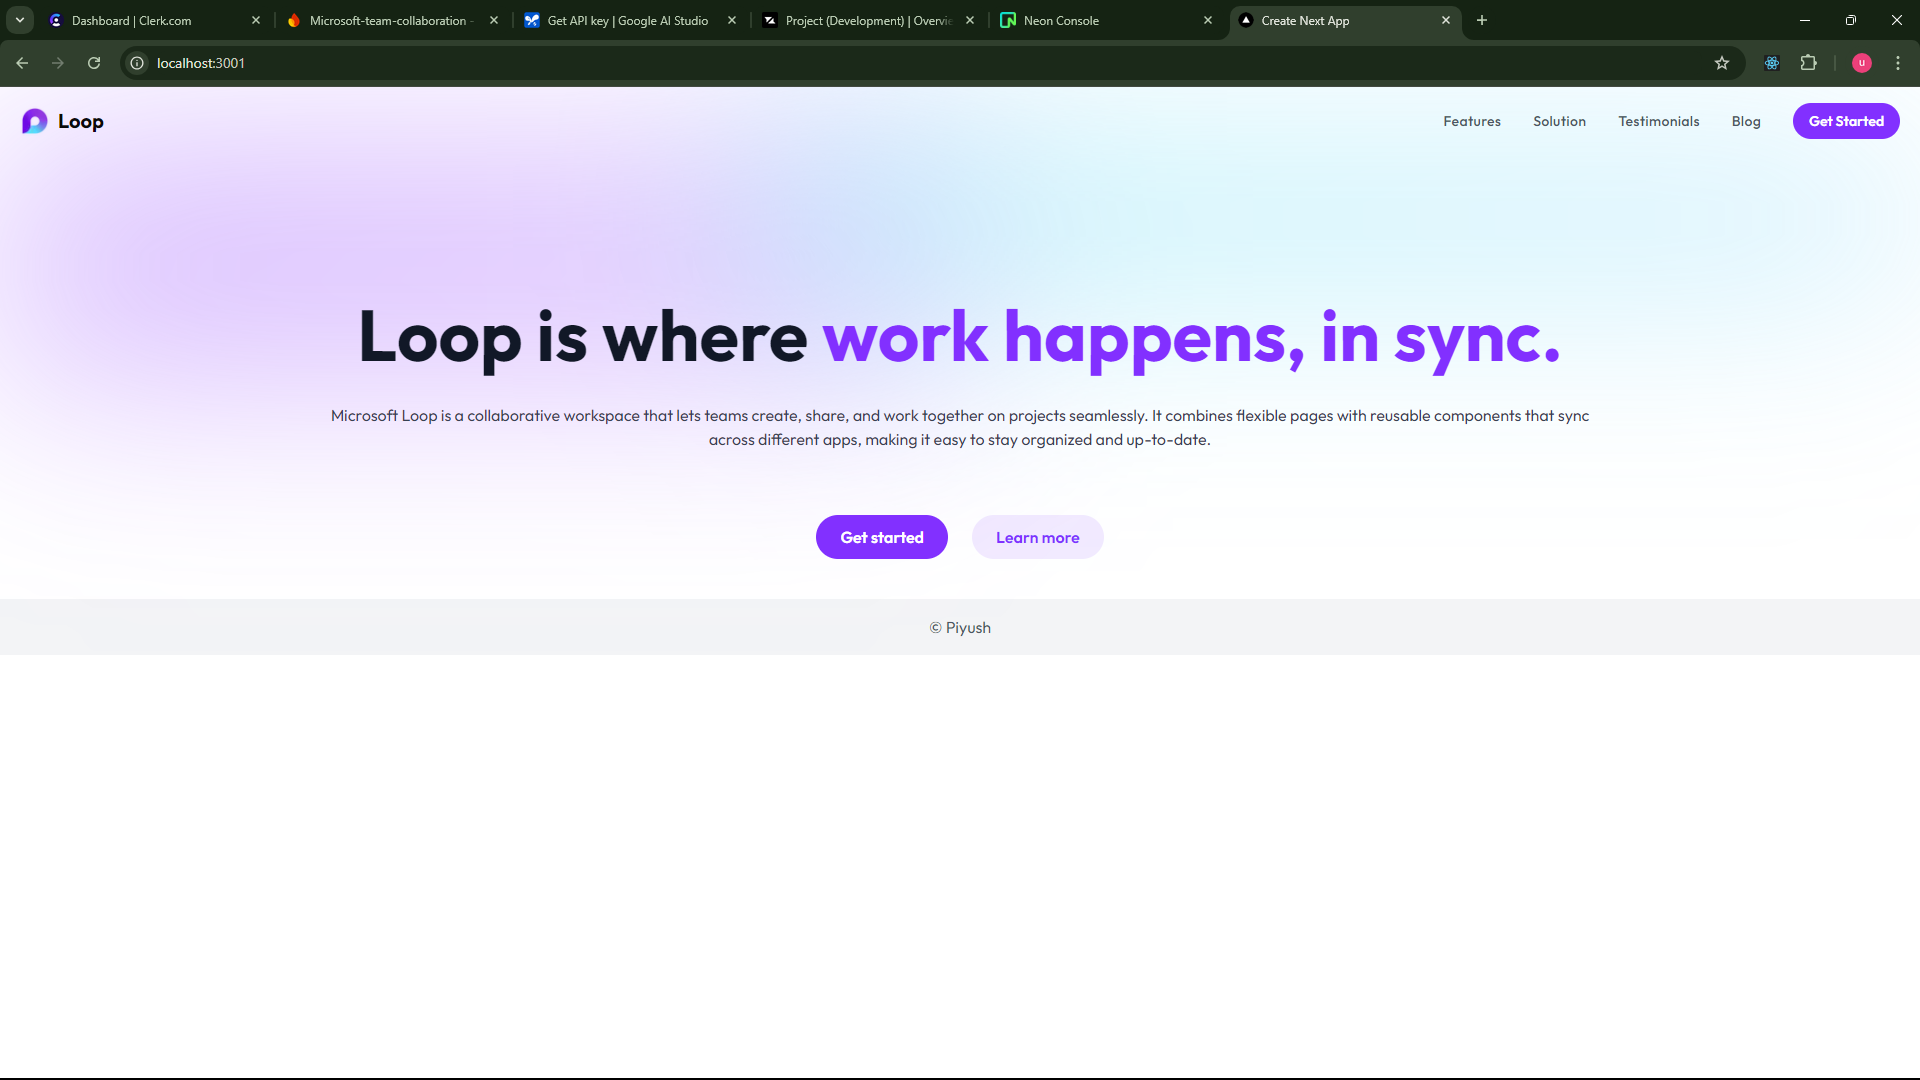 Dashboard | Clerk.com
Microsoft-team-collaboration -
Get API key | Google AI Studio
Project (Development) | Overvie
Neon Console
Create Next App
localhost:3001
u
Loop
Features
Solution
Testimonials
Blog
Get Started
Loop is where work happens, in sync.
Microsoft Loop is a collaborative workspace that lets teams create, share, and work together on projects seamlessly. It combines flexible pages with reusable components that sync
across different apps, making it easy to stay organized and up-to-date.
Get started
Learn more
© Piyush